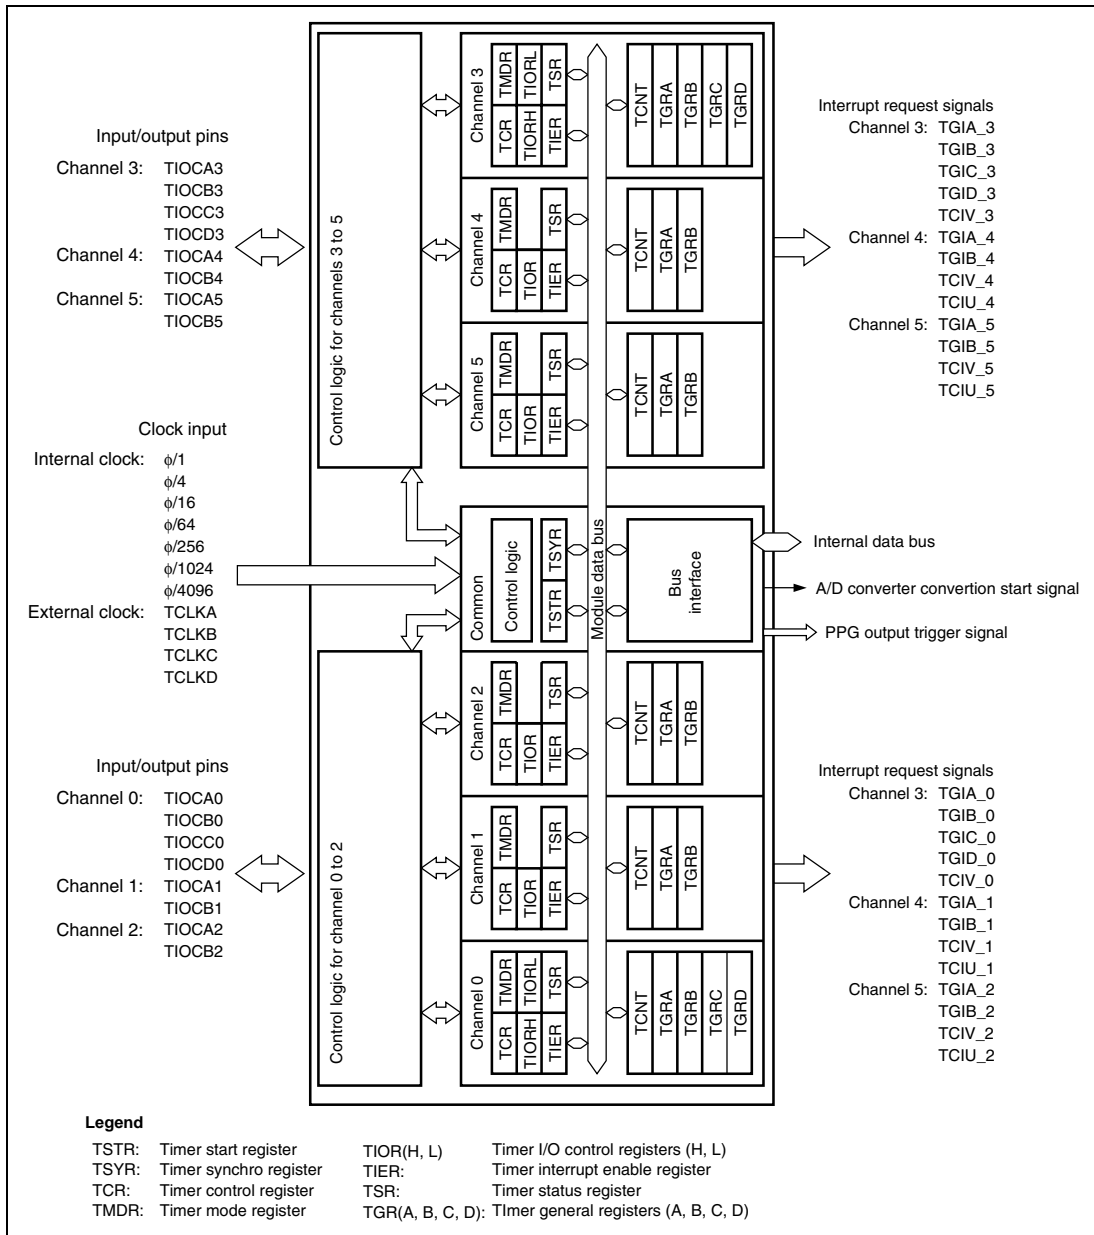 Input/output pins
Channel 3: TIOCA3
TIOCB3
TIOCC3
TIOCD3
Channel 4: TIOCA4
TIOCB4
Channel 5: TIOCA5
TIOCB5
Clock input
Internal clock: ϕ/1
ϕ/4
ϕ/16
ϕ/64
ϕ/256
ϕ/1024
ϕ/4096
External clock: TCLKA
TCLKB
TCLKC
TCLKD
Input/output pins
Channel 0: TIOCA0
TIOCB0
TIOCC0
TIOCD0
Channel 1: TIOCA1
TIOCB1
Channel 2: TIOCA2
TIOCB2
Control logic for channels 3 to 5
Control logic for channel 0 to 2
Channel 3
TMDR
TIORL
TSR
TCR
TIORH
TIER
TCNT
TGRA
TGRB
TGRC
TGRD
Channel 4
TMDR
TSR
TCR
TIOR
TIER
TCNT
TGRA
TGRB
Channel 5
TMDR
TSR
TCR
TIOR
TIER
TCNT
TGRA
TGRB
Common
Control logic
TSYR
TSTR
Module data bus
Bus
interface
Channel 2
TMDR
TSR
TCR
TIOR
TIER
TCNT
TGRA
TGRB
Channel 1
TMDR
TSR
TCR
TIOR
TIER
TCNT
TGRA
TGRB
Channel 0
TMDR
TIORL
TSR
TCR
TIORH
TIER
TCNT
TGRA
TGRB
TGRC
TGRD
Interrupt request signals
Channel 3: TGIA_3
TGIB_3
TGIC_3
TGID_3
TCIV_3
Channel 4: TGIA_4
TGIB_4
TCIV_4
TCIU_4
Channel 5: TGIA_5
TGIB_5
TCIV_5
TCIU_5
Internal data bus
A/D converter convertion start signal
PPG output trigger signal
Interrupt request signals
Channel 3: TGIA_0
TGIB_0
TGIC_0
TGID_0
TCIV_0
Channel 4: TGIA_1
TGIB_1
TCIV_1
TCIU_1
Channel 5: TGIA_2
TGIB_2
TCIV_2
TCIU_2
Legend
TSTR: Timer start register
TSYR: Timer synchro register
TCR: Timer control register
TMDR: Timer mode register
TIOR(H, L) Timer I/O control registers (H, L)
TIER: Timer interrupt enable register
TSR: Timer status register
TGR(A, B, C, D): TImer general registers (A, B, C, D)